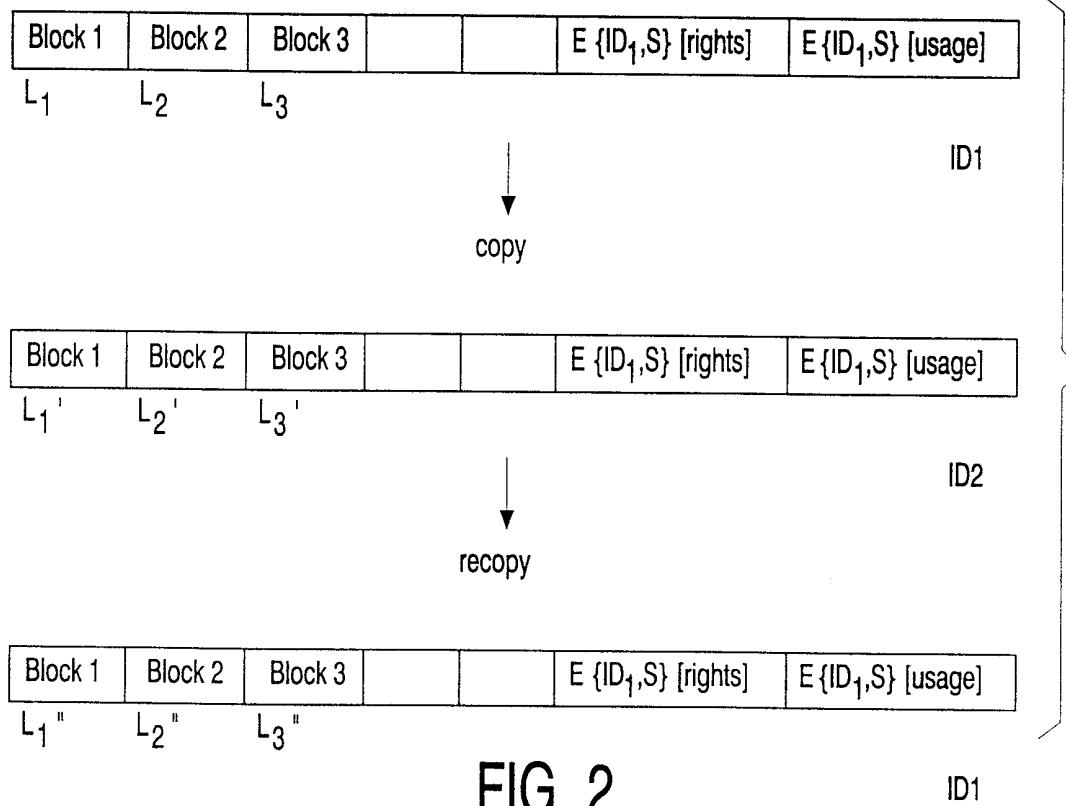 Block 1 Block 2 Block 3 E {ID₁,S} [rights] E {ID₁,S} [usage]
L₁ L₂ L₃
ID1
copy
Block 1 Block 2 Block 3 E {ID₁,S} [rights] E {ID₁,S} [usage]
L₁' L₂' L₃'
ID2
recopy
Block 1 Block 2 Block 3 E {ID₁,S} [rights] E {ID₁,S} [usage]
L₁" L₂" L₃"
FIG. 2
ID1